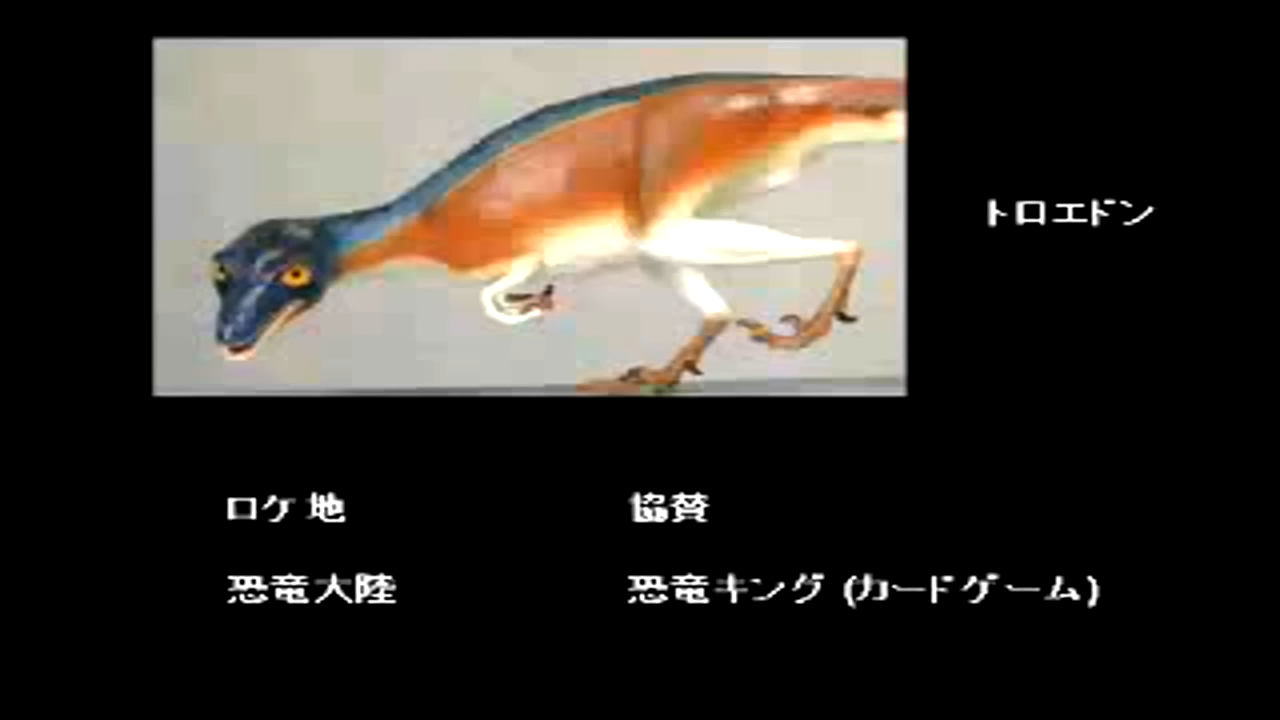 トロエドン
ロケ地
協賛
恐竜大陸
恐竜キング (カードゲーム)